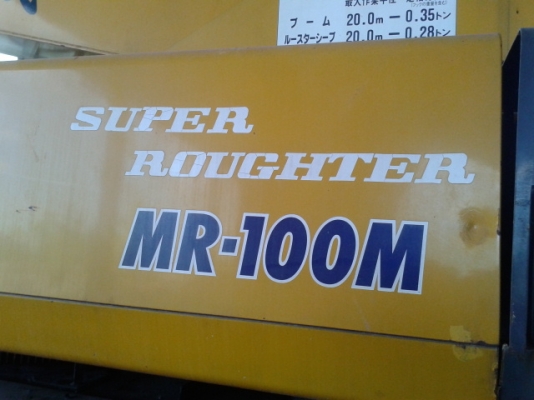 ブーム 20.0m－0.35トン
ルースターシーブ 20.0m－0.28トン
SUPER
ROUGHTER
MR-100M